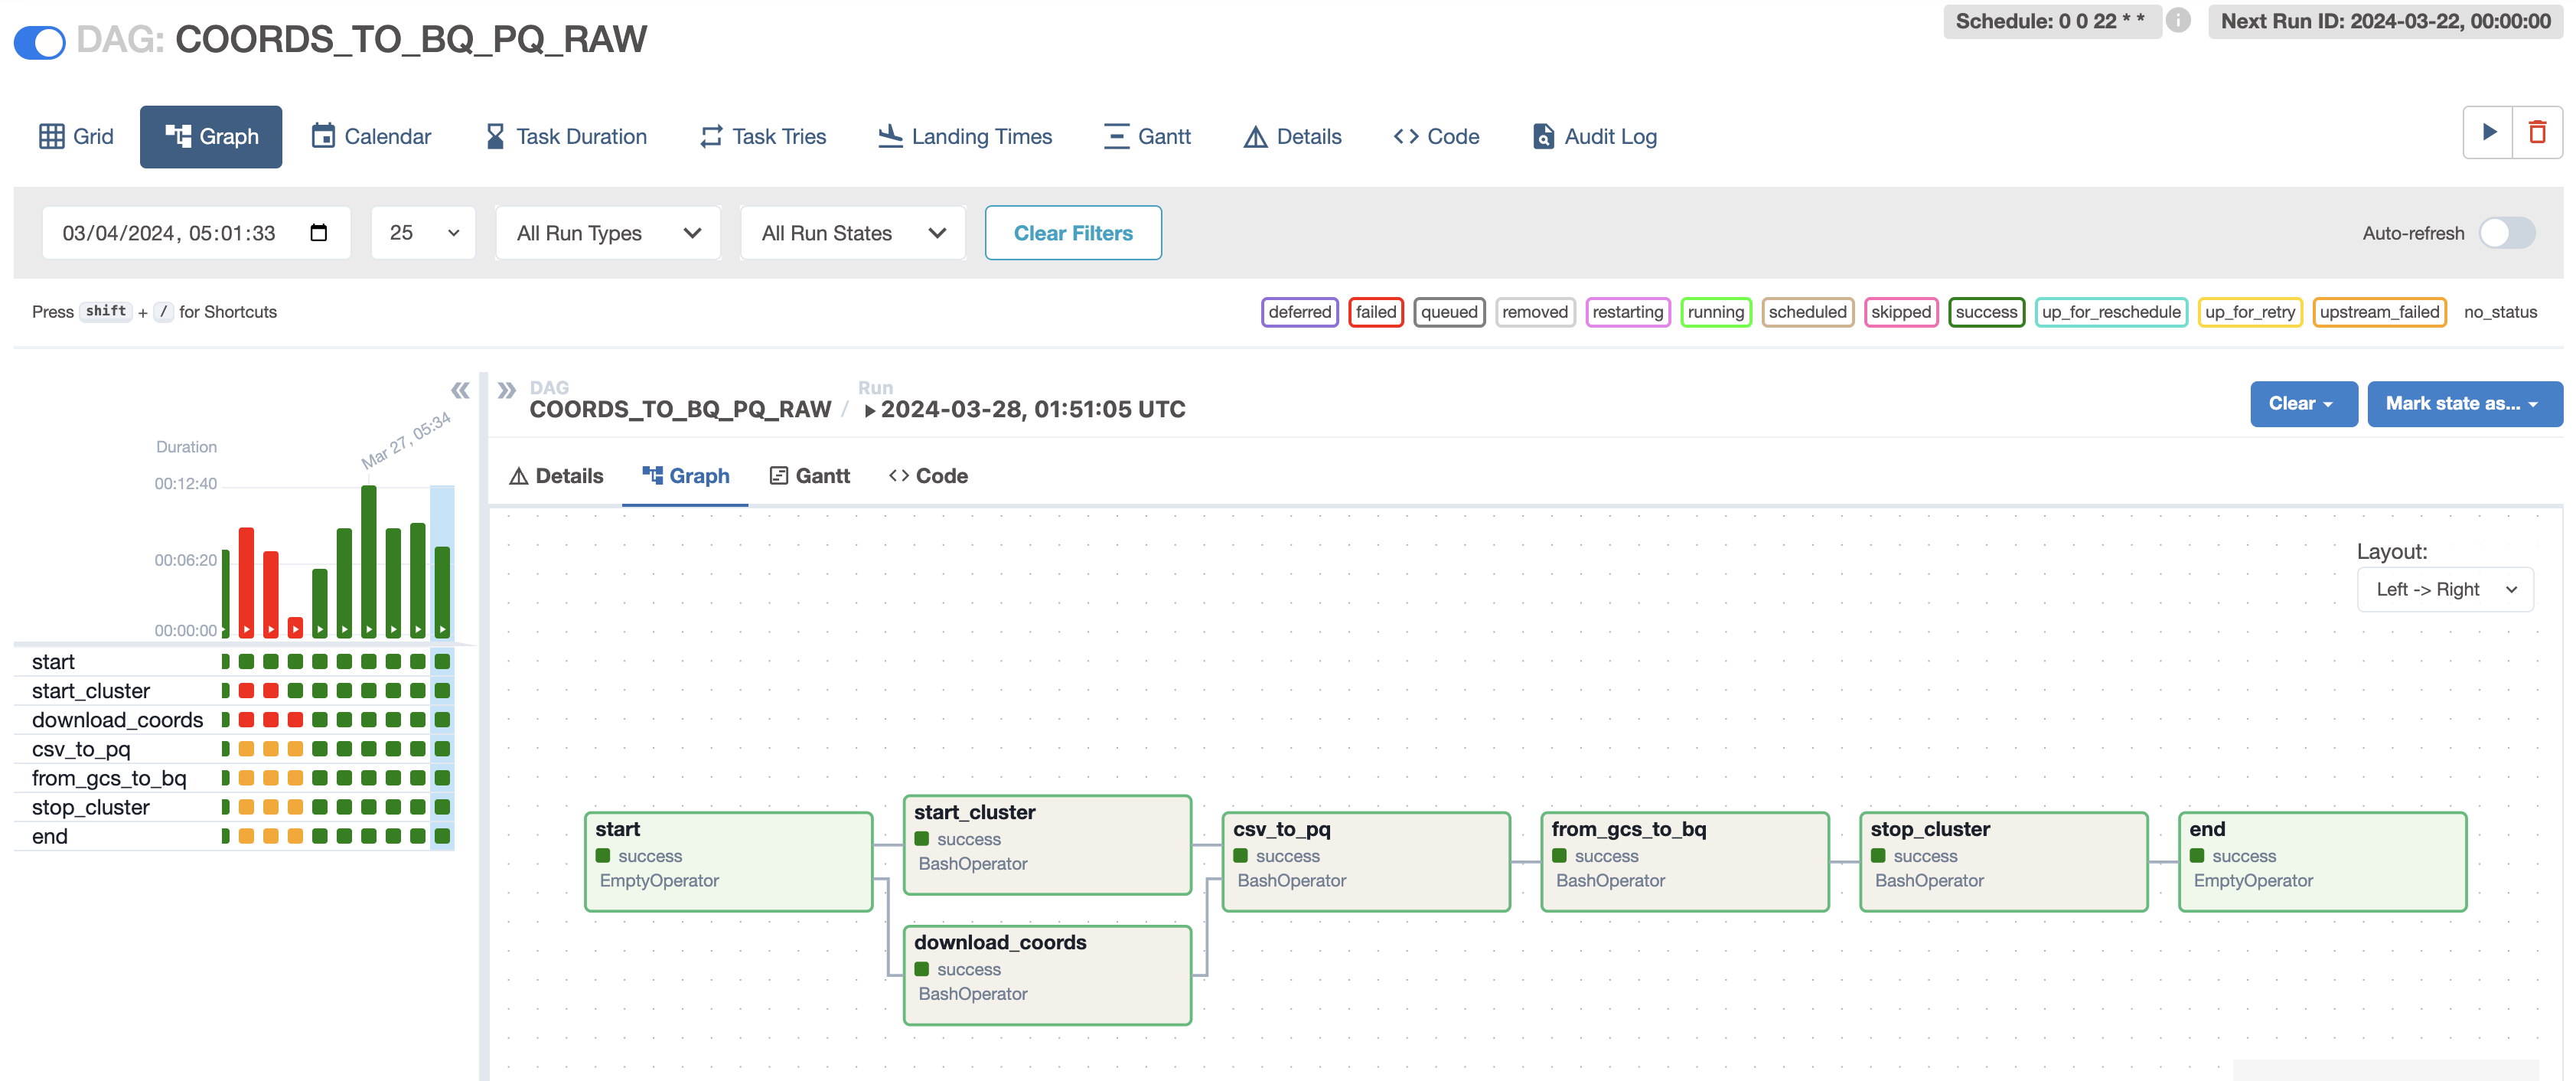 DAG: COORDS_TO_BQ_PQ_RAW
Schedule: 0 0 22 * *
Next Run ID: 2024-03-22, 00:00:00
Grid
Graph
Calendar
Task Duration
Task Tries
Landing Times
Gantt
Details
Code
Audit Log
03/04/2024, 05:01:33
25
All Run Types
All Run States
Clear Filters
Auto-refresh
Press shift + / for Shortcuts
deferred
failed
queued
removed
restarting
running
scheduled
skipped
success
up_for_reschedule
up_for_retry
upstream_failed
no_status
Duration
Mar 27, 05:34
00:12:40
00:06:20
00:00:00
start
start_cluster
download_coords
csv_to_pq
from_gcs_to_bq
stop_cluster
end
DAG
COORDS_TO_BQ_PQ_RAW /
Run
2024-03-28, 01:51:05 UTC
Clear
Mark state as...
Details
Graph
Gantt
Code
Layout:
Left -> Right
start
success
EmptyOperator
start_cluster
success
BashOperator
download_coords
success
BashOperator
csv_to_pq
success
BashOperator
from_gcs_to_bq
success
BashOperator
stop_cluster
success
BashOperator
end
success
EmptyOperator